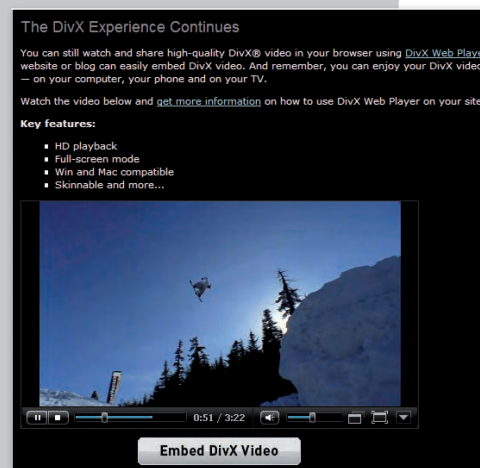 The DivX Experience Continues
You can still watch and share high-quality DivX® video in your browser using DivX Web
website or blog can easily embed DivX video. And remember, you can enjoy your DivX
— on your computer, your phone and on your TV.
Watch the video below and get more information on how to use DivX Web Player on your site
Key features:
HD playback
Full-screen mode
Win and Mac compatible
Skinnable and more...
0:51 / 3:22
Embed DivX Video